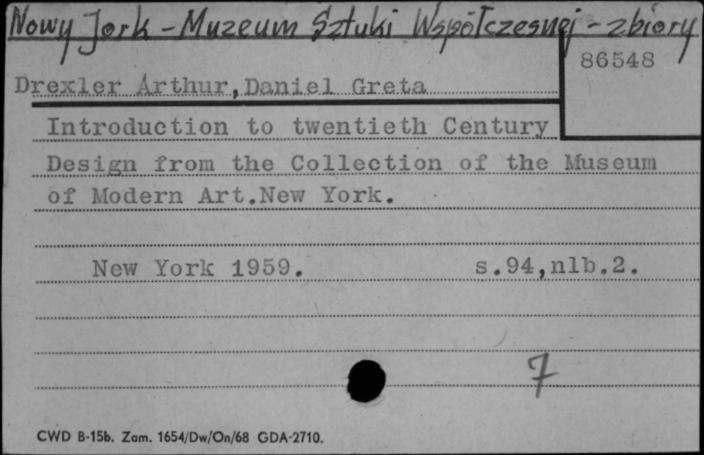 Nowy Jork - Muzeum Sztuki Współczesnej - zbiory
86548
Drexler Arthur,Daniel Greta
Introduction to twentieth Century
Design from the Collection of the Museum
of Modern Art.New York.
New York 1959. s.94,nlb.2.
7
CWD B-15b. Zam. 1654/Dw/On/68 GDA-2710.